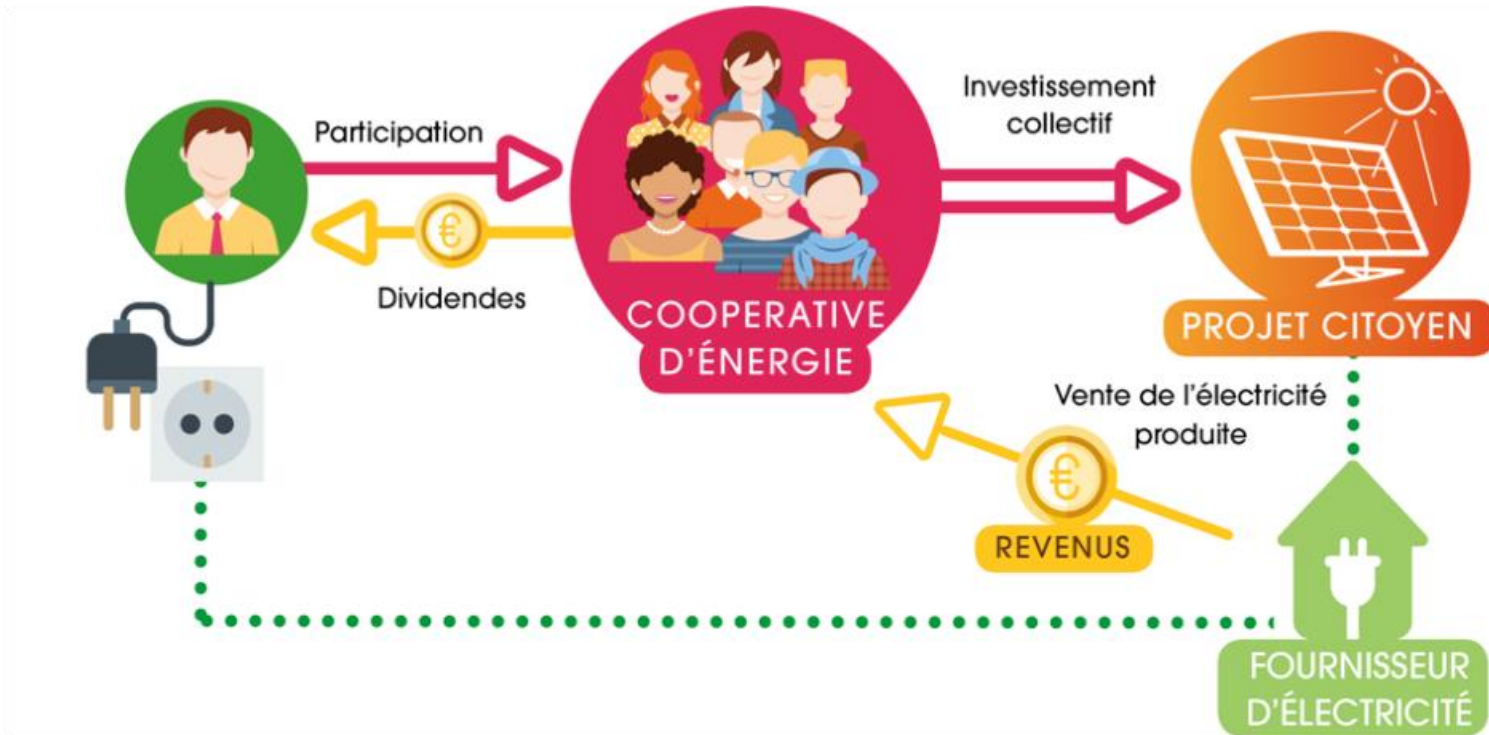 Participation
Dividendes
COOPERATIVE
D'ÉNERGIE
Investissement
collectif
PROJET CITOYEN
Vente de l'électricité
produite
€
€
REVENUS
FOURNISSEUR
D'ÉLECTRICITÉ